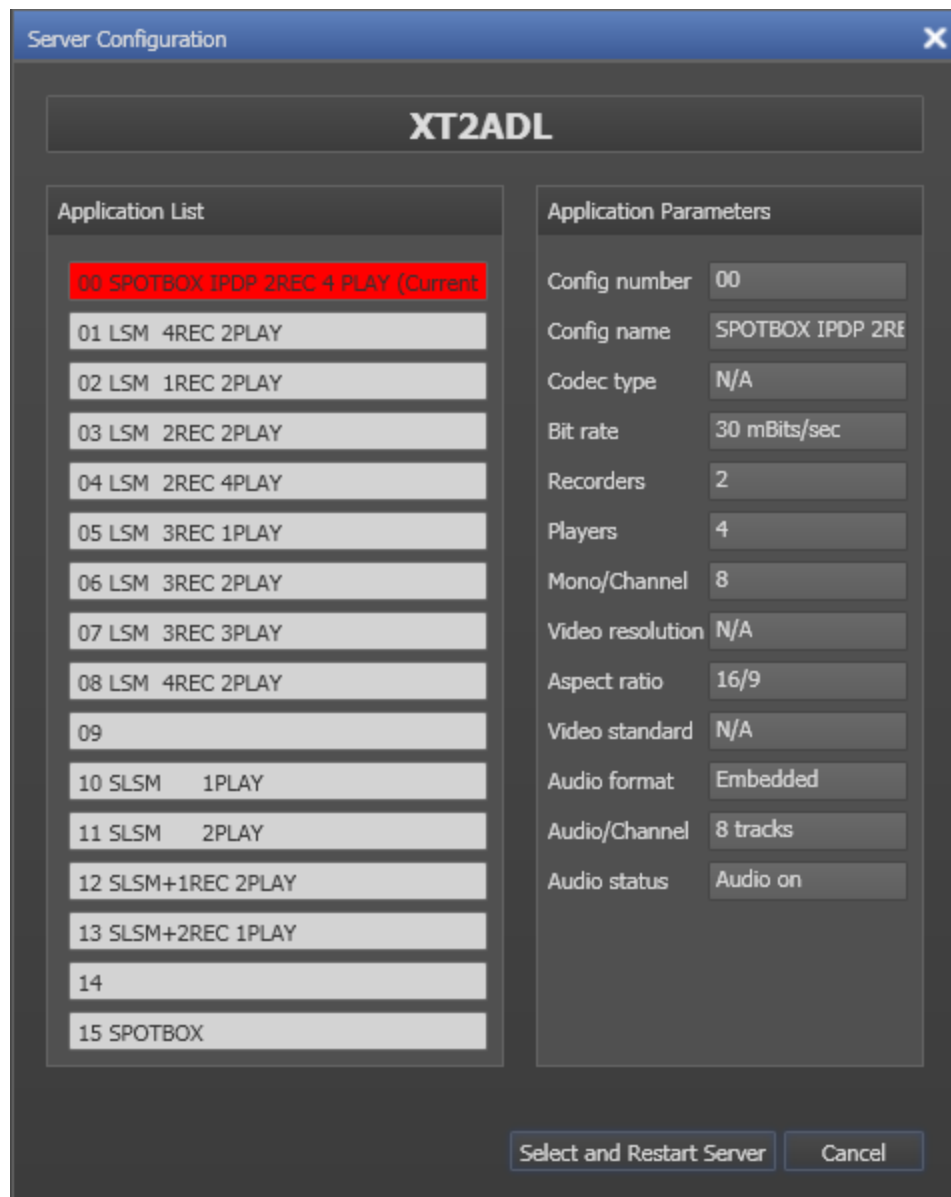 Server Configuration
XT2ADL
Application List
00 SPOTBOX IPDP 2REC 4 PLAY (Current
01 LSM  4REC 2PLAY
02 LSM  1REC 2PLAY
03 LSM  2REC 2PLAY
04 LSM  2REC 4PLAY
05 LSM  3REC 1PLAY
06 LSM  3REC 2PLAY
07 LSM  3REC 3PLAY
08 LSM  4REC 2PLAY
09
10 SLSM      1PLAY
11 SLSM      2PLAY
12 SLSM+1REC 2PLAY
13 SLSM+2REC 1PLAY
14
15 SPOTBOX
Application Parameters
Config number 00
Config name SPOTBOX IPDP 2RE
Codec type N/A
Bit rate 30 mBits/sec
Recorders 2
Players 4
Mono/Channel 8
Video resolution N/A
Aspect ratio 16/9
Video standard N/A
Audio format Embedded
Audio/Channel 8 tracks
Audio status Audio on
Select and Restart Server Cancel